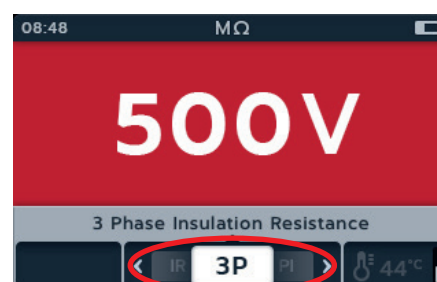 08:48 MΩ
500V
3 Phase Insulation Resistance
< IR 3P PI > 44°C